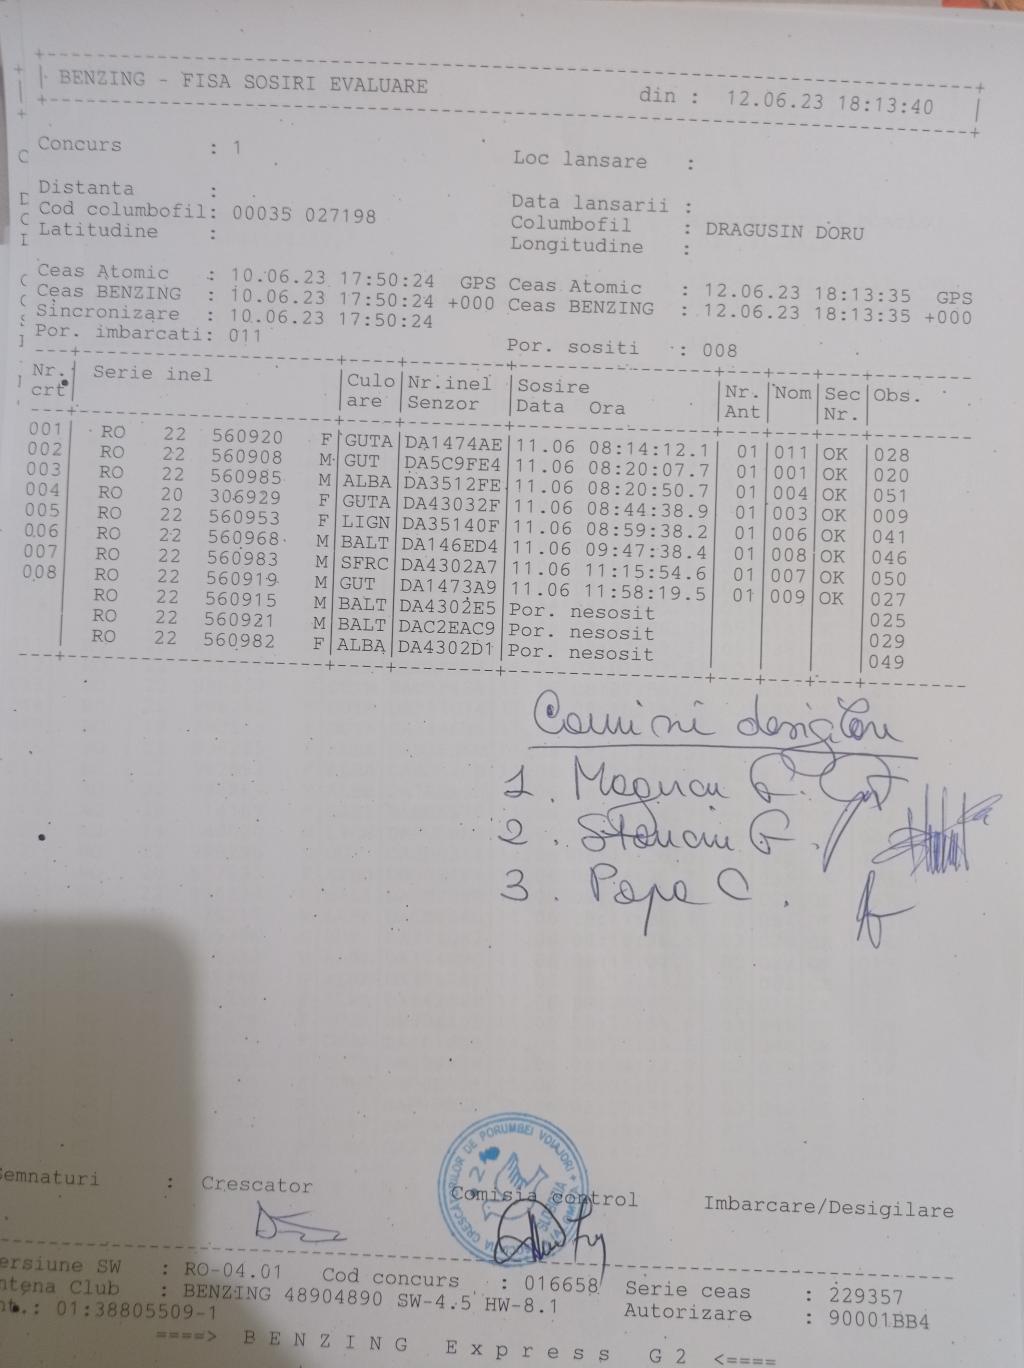 BENZING - FISA SOSIRI EVALUARE din : 12.06.23 18:13:40
Concurs : 1 Loc lansare :
Distanta : Data lansarii :
Cod columbofil: 00035 027198 Columbofil : DRAGUSIN DORU
Latitudine : Longitudine :
Ceas Atomic : 10.06.23 17:50:24 GPS Ceas Atomic : 12.06.23 18:13:35 GPS
Ceas BENZING : 10.06.23 17:50:24 +000 Ceas BENZING : 12.06.23 18:13:35 +000
Sincronizare : 10.06.23 17:50:24
Por. imbarcati: 011 Por. sositi : 008
Nr. Serie inel Culo Nr.inel Sosire Nr. Nom Sec Obs.
crt are Senzor Data Ora Ant Nr.
001 RO 22 560920 F GUTA DA1474AE 11.06 08:14:12.1 01 011 OK 028
002 RO 22 560908 M GUT DA5C9FE4 11.06 08:20:07.7 01 001 OK 020
003 RO 22 560985 M ALBA DA3512FE 11.06 08:20:50.7 01 004 OK 051
004 RO 20 306929 F GUTA DA43032F 11.06 08:44:38.9 01 003 OK 009
005 RO 22 560953 F LIGN DA35140F 11.06 08:59:38.2 01 006 OK 041
006 RO 22 560968 M BALT DA146ED4 11.06 09:47:38.4 01 008 OK 046
007 RO 22 560983 M SFRC DA4302A7 11.06 11:15:54.6 01 007 OK 050
008 RO 22 560919 M GUT DA1473A9 11.06 11:58:19.5 01 009 OK 027
RO 22 560915 M BALT DA4302E5 Por. nesosit 025
RO 22 560921 M BALT DAC2EAC9 Por. nesosit 029
RO 22 560982 F ALBA DA4302D1 Por. nesosit 049
1.
2. G.
3. Popa C.
emnaturi : Crescator Comisia control Imbarcare/Desigilare
ersiune SW : RO-04.01 Cod concurs : 016658 Serie ceas : 229357
ntena Club : BENZING 48904890 SW-4.5 HW-8.1 Autorizare : 90001BB4
nt.: 01:38805509-1
====> B E N Z I N G E x p r e s s G 2 <====